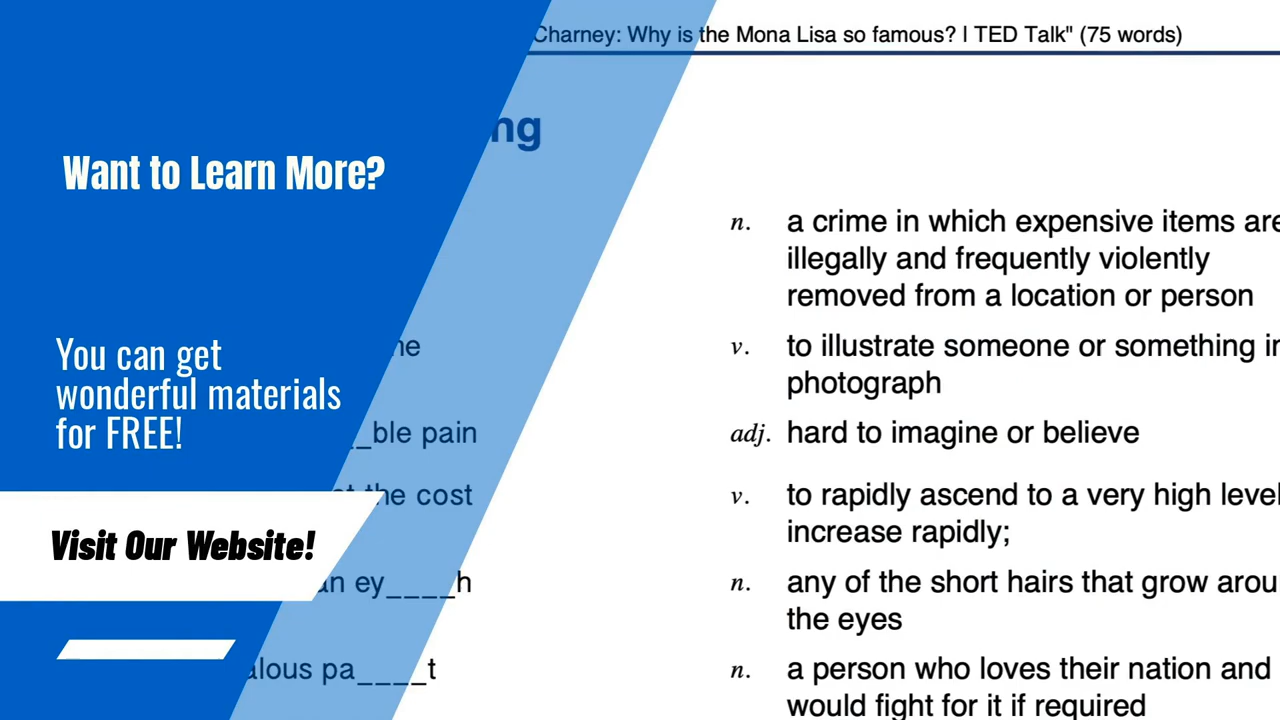 Charney: Why is the Mona Lisa so famous? | TED Talk" (75 words)
ng
Want to Learn More?
You can get
wonderful materials
for FREE!
Visit Our Website!
ne
_ble pain
the cost
an ey____h
alous pa____t
n. a crime in which expensive items are
illegally and frequently violently
removed from a location or person
v. to illustrate someone or something in
photograph
adj. hard to imagine or believe
v. to rapidly ascend to a very high level
increase rapidly;
n. any of the short hairs that grow arou
the eyes
n. a person who loves their nation and
would fight for it if required